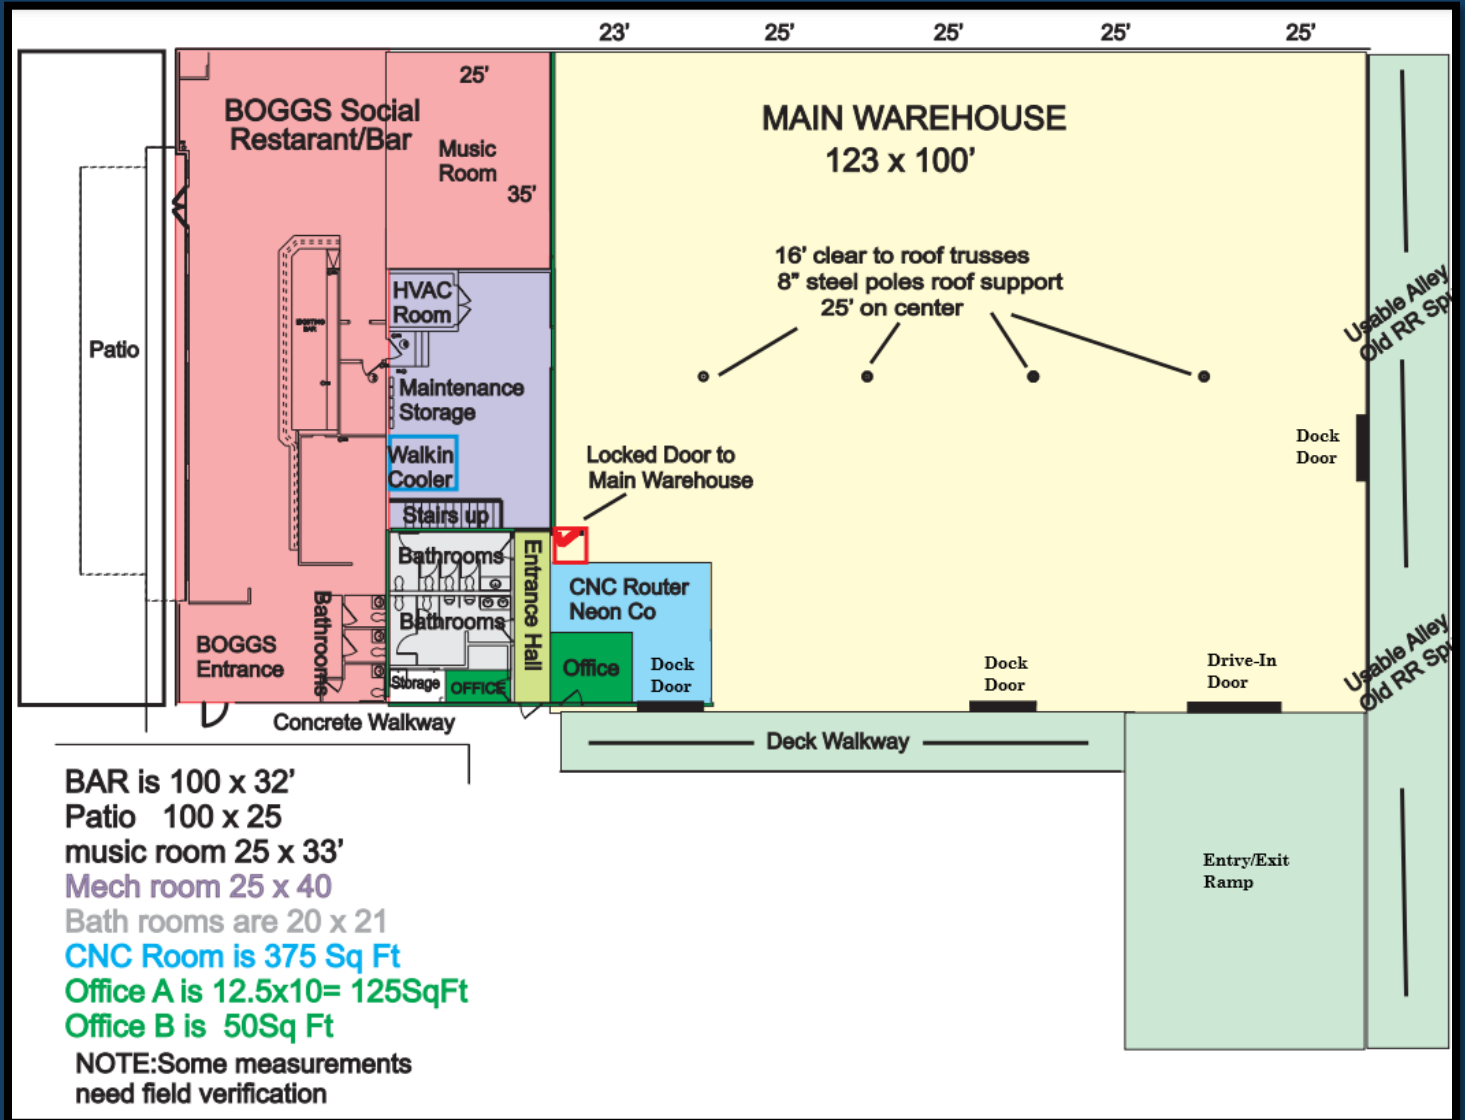 23’ 25’ 25’ 25’ 25’
BOGGS Social
Restarant/Bar
25’
Music
Room
35’
MAIN WAREHOUSE
123 x 100’
16’ clear to roof trusses
8” steel poles roof support
25’ on center
HVAC
Room
EXISTING
BAR
Patio
Maintenance
Storage
Walkin
Cooler
Stairs up
Locked Door to
Main Warehouse
Dock
Door
Usable Alley
Old RR Spu
Bathrooms
Bathrooms
Entrance Hall
CNC Router
Neon Co
Office
Dock
Door
Dock
Door
Drive-In
Door
Usable Alley
Old RR Spu
BOGGS
Entrance
Bathrooms
Storage
OFFICE
Concrete Walkway
Deck Walkway
Entry/Exit
Ramp
BAR is 100 x 32’
Patio 100 x 25
music room 25 x 33’
Mech room 25 x 40
Bath rooms are 20 x 21
CNC Room is 375 Sq Ft
Office A is 12.5x10= 125SqFt
Office B is 50Sq Ft
NOTE:Some measurements
need field verification